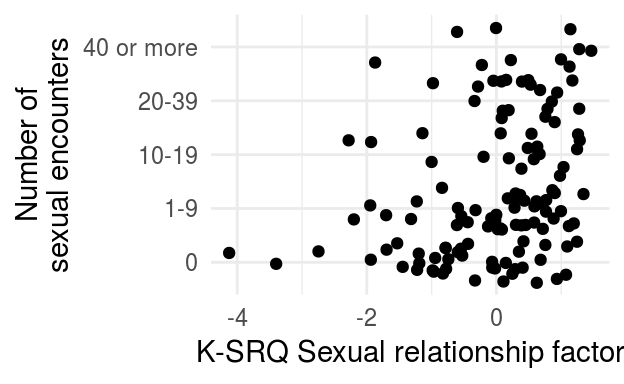 Number of
sexual encounters
40 or more
20-39
10-19
1-9
0
-4
-2
0
K-SRQ Sexual relationship factor